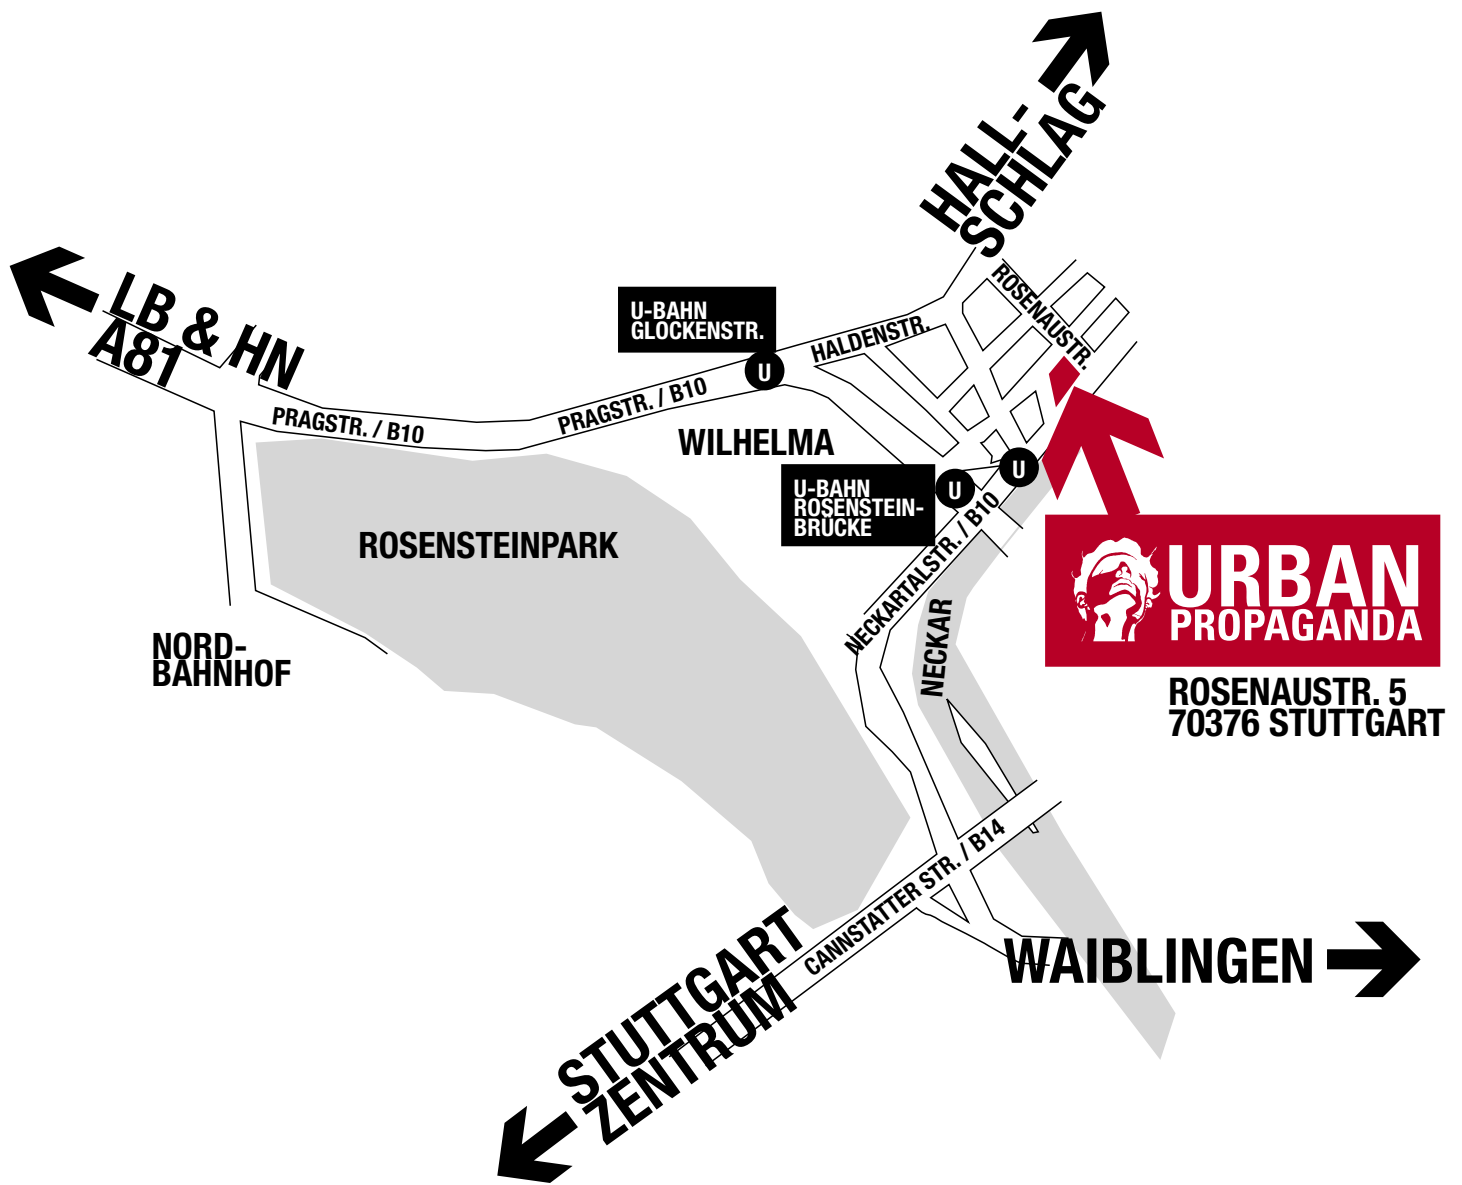 HALL-
SCHLAG
LB & HN
A81
ROSENAUSTR.
U-BAHN
GLOCKENSTR.
U
HALDENSTR.
PRAGSTR. / B10
PRAGSTR. / B10
WILHELMA
U-BAHN
ROSENSTEIN-
BRÜCKE
U
U
ROSENSTEINPARK
NECKARTALSTR. / B10
NECKAR
URBAN
PROPAGANDA
ROSENAUSTR. 5
70376 STUTTGART
NORD-
BAHNHOF
CANNSTATTER STR. / B14
WAIBLINGEN
STUTTGART
ZENTRUM